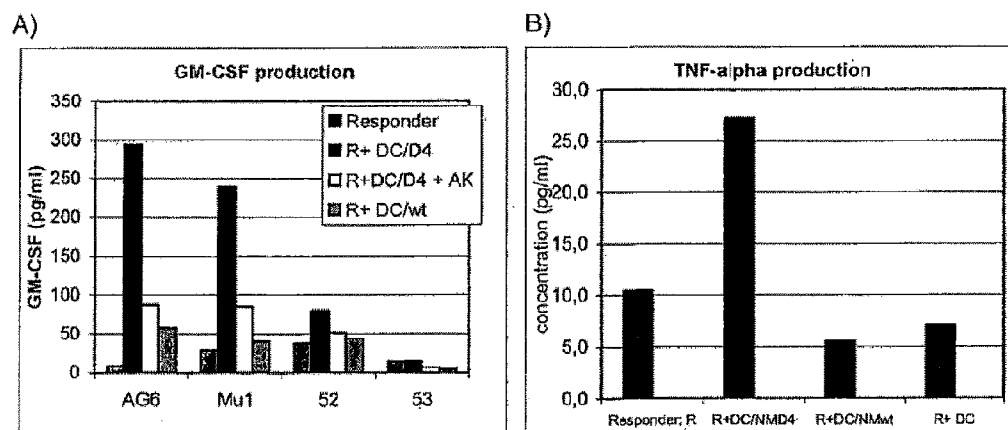 A)
GM-CSF production
GM-CSF (pg/ml)
350
300
250
200
150
100
50
0
Responder
R+ DC/D4
R+DC/D4 + AK
R+ DC/wt
AG6
Mu1
52
53
B)
TNF-alpha production
concentration (pg/ml)
30,0
25,0
20,0
15,0
10,0
5,0
0,0
Responder; R
R+DC/NMD4
R+DC/NMwt
R+ DC